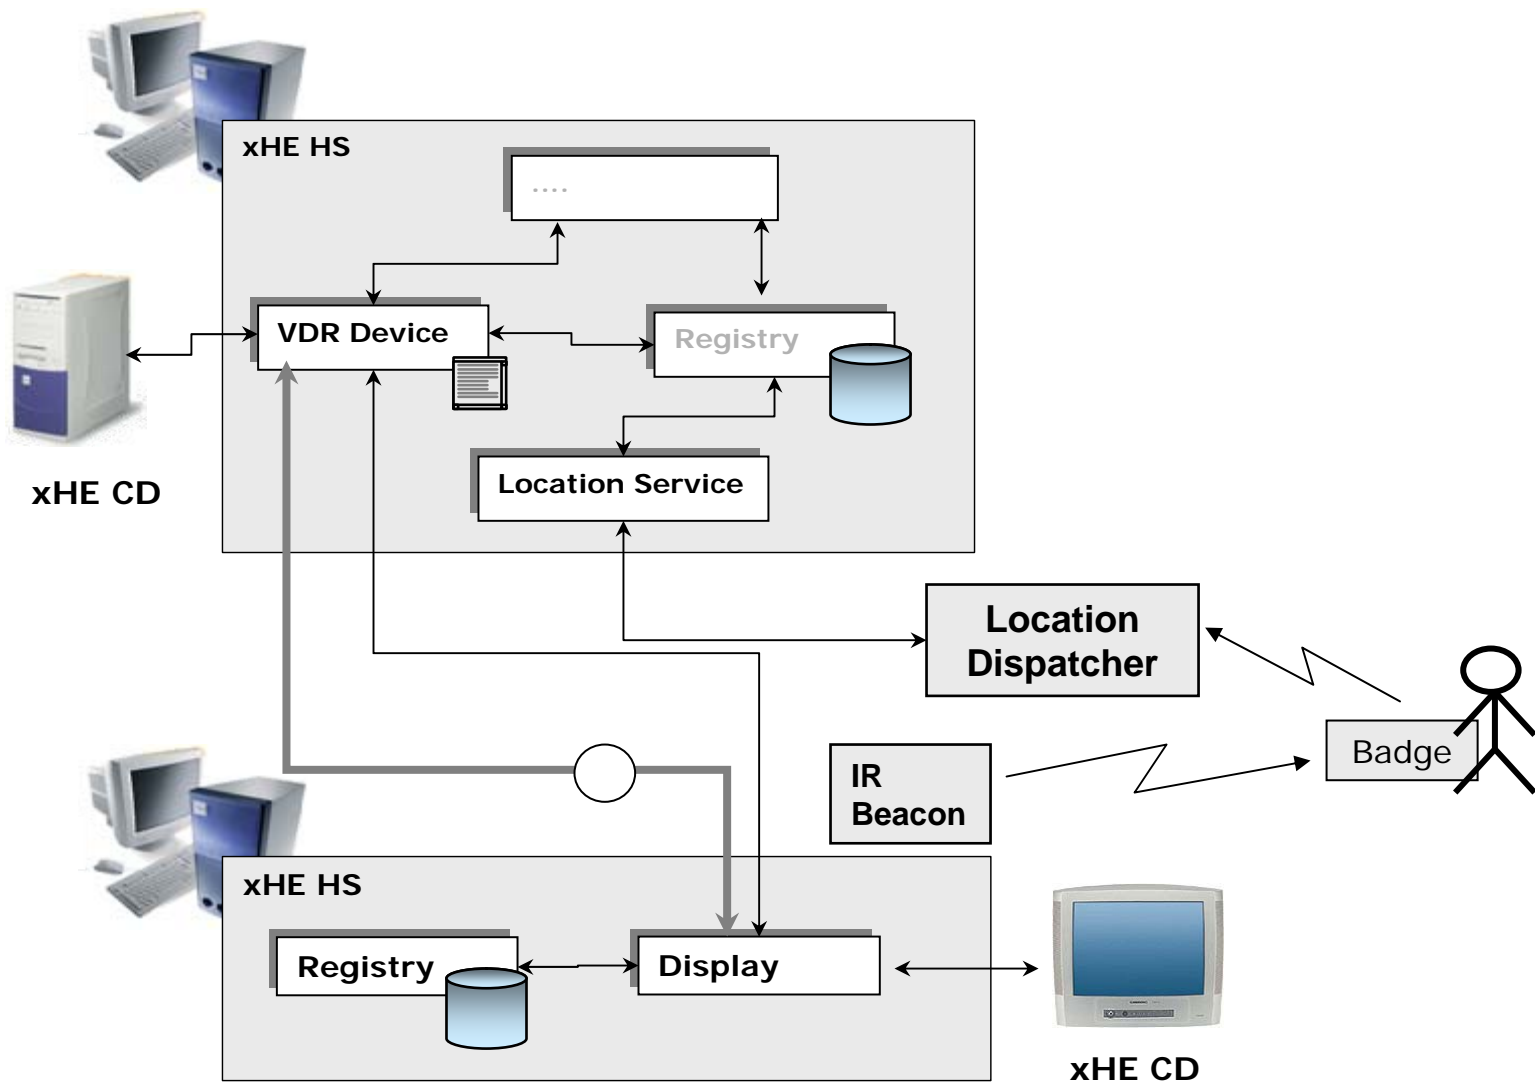 xHE HS
....
VDR Device
Registry
xHE CD
Location Service
Location
Dispatcher
Badge
IR
Beacon
xHE HS
Registry
Display
xHE CD